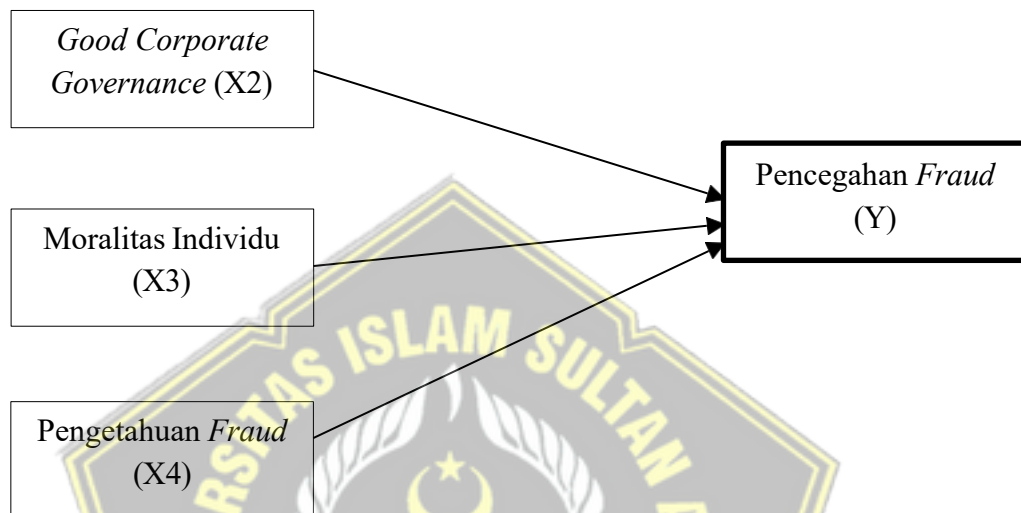 Good Corporate
Governance (X2)
Pencegahan Fraud
(Y)
Moralitas Individu
(X3)
ISLAM SULTAN
Pengetahuan Fraud
(X4)